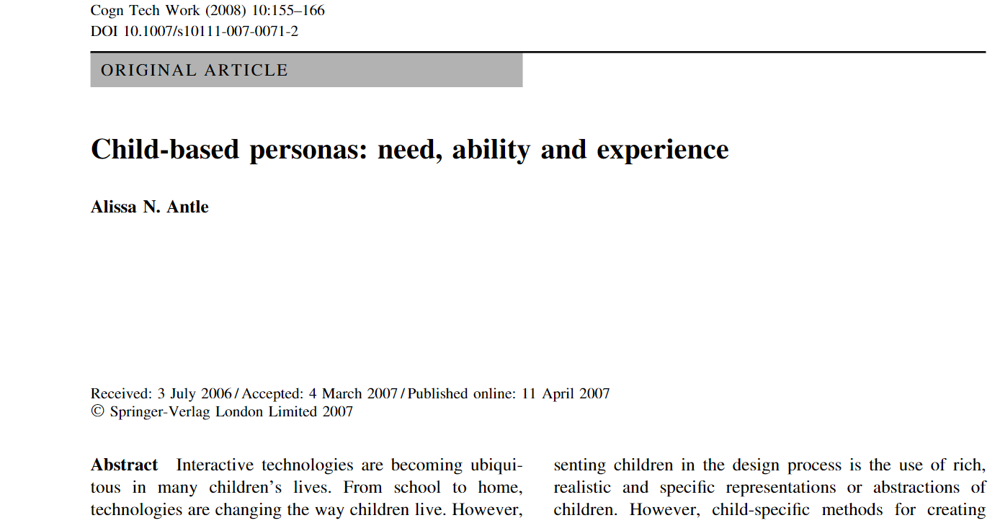 Cogn Tech Work (2008) 10:155–166
DOI 10.1007/s10111-007-0071-2
ORIGINAL ARTICLE
Child-based personas: need, ability and experience
Alissa N. Antle
Received: 3 July 2006 / Accepted: 4 March 2007 / Published online: 11 April 2007
© Springer-Verlag London Limited 2007
Abstract Interactive technologies are becoming ubiqui-
tous in many children’s lives. From school to home,
technologies are changing the way children live. However,
senting children in the design process is the use of rich,
realistic and specific representations or abstractions of
children. However, child-specific methods for creating